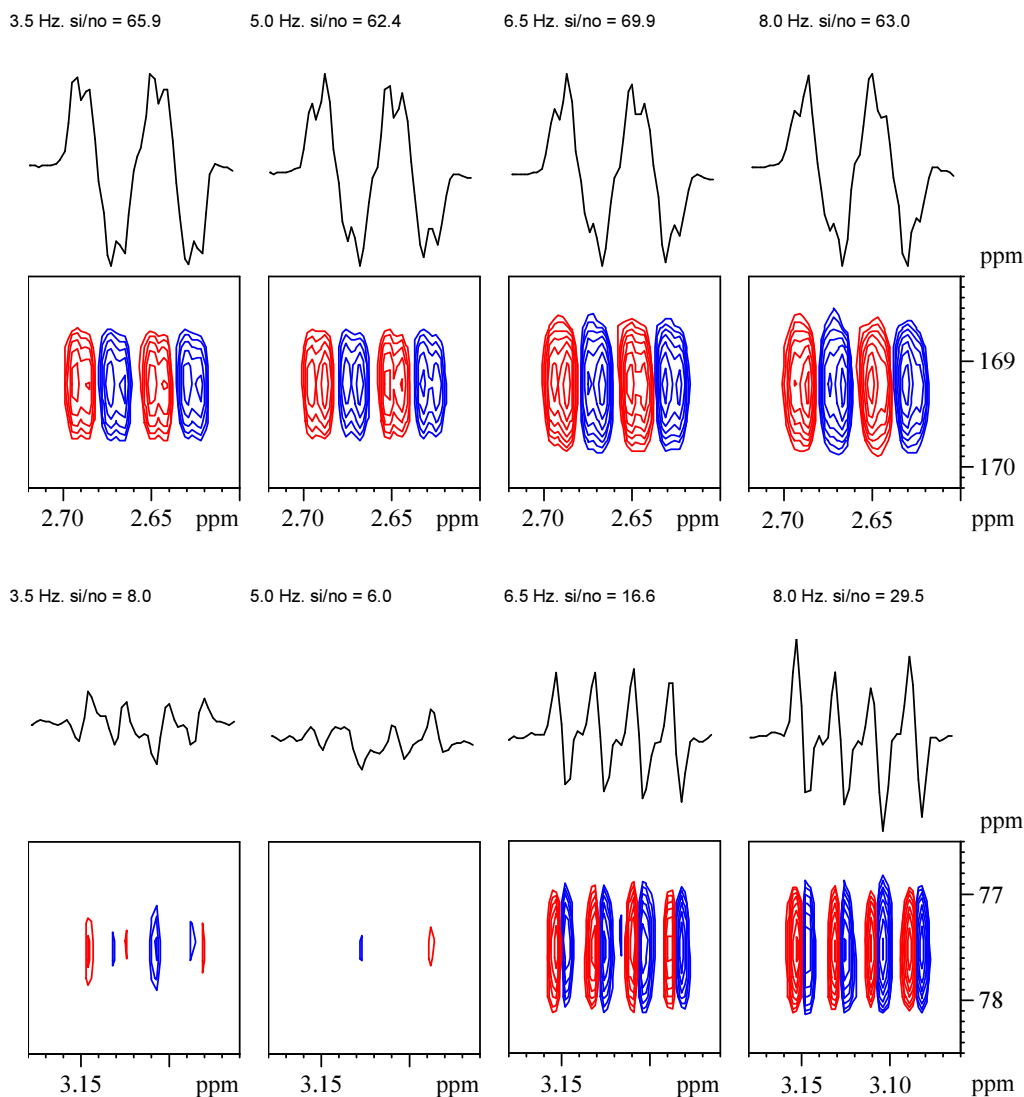 3.5 Hz. si/no = 65.9 5.0 Hz. si/no = 62.4 6.5 Hz. si/no = 69.9 8.0 Hz. si/no = 63.0
ppm
169
170
2.70 2.65 ppm 2.70 2.65 ppm 2.70 2.65 ppm 2.70 2.65 ppm
3.5 Hz. si/no = 8.0 5.0 Hz. si/no = 6.0 6.5 Hz. si/no = 16.6 8.0 Hz. si/no = 29.5
ppm
77
78
3.15 ppm 3.15 ppm 3.15 ppm 3.15 3.10 ppm